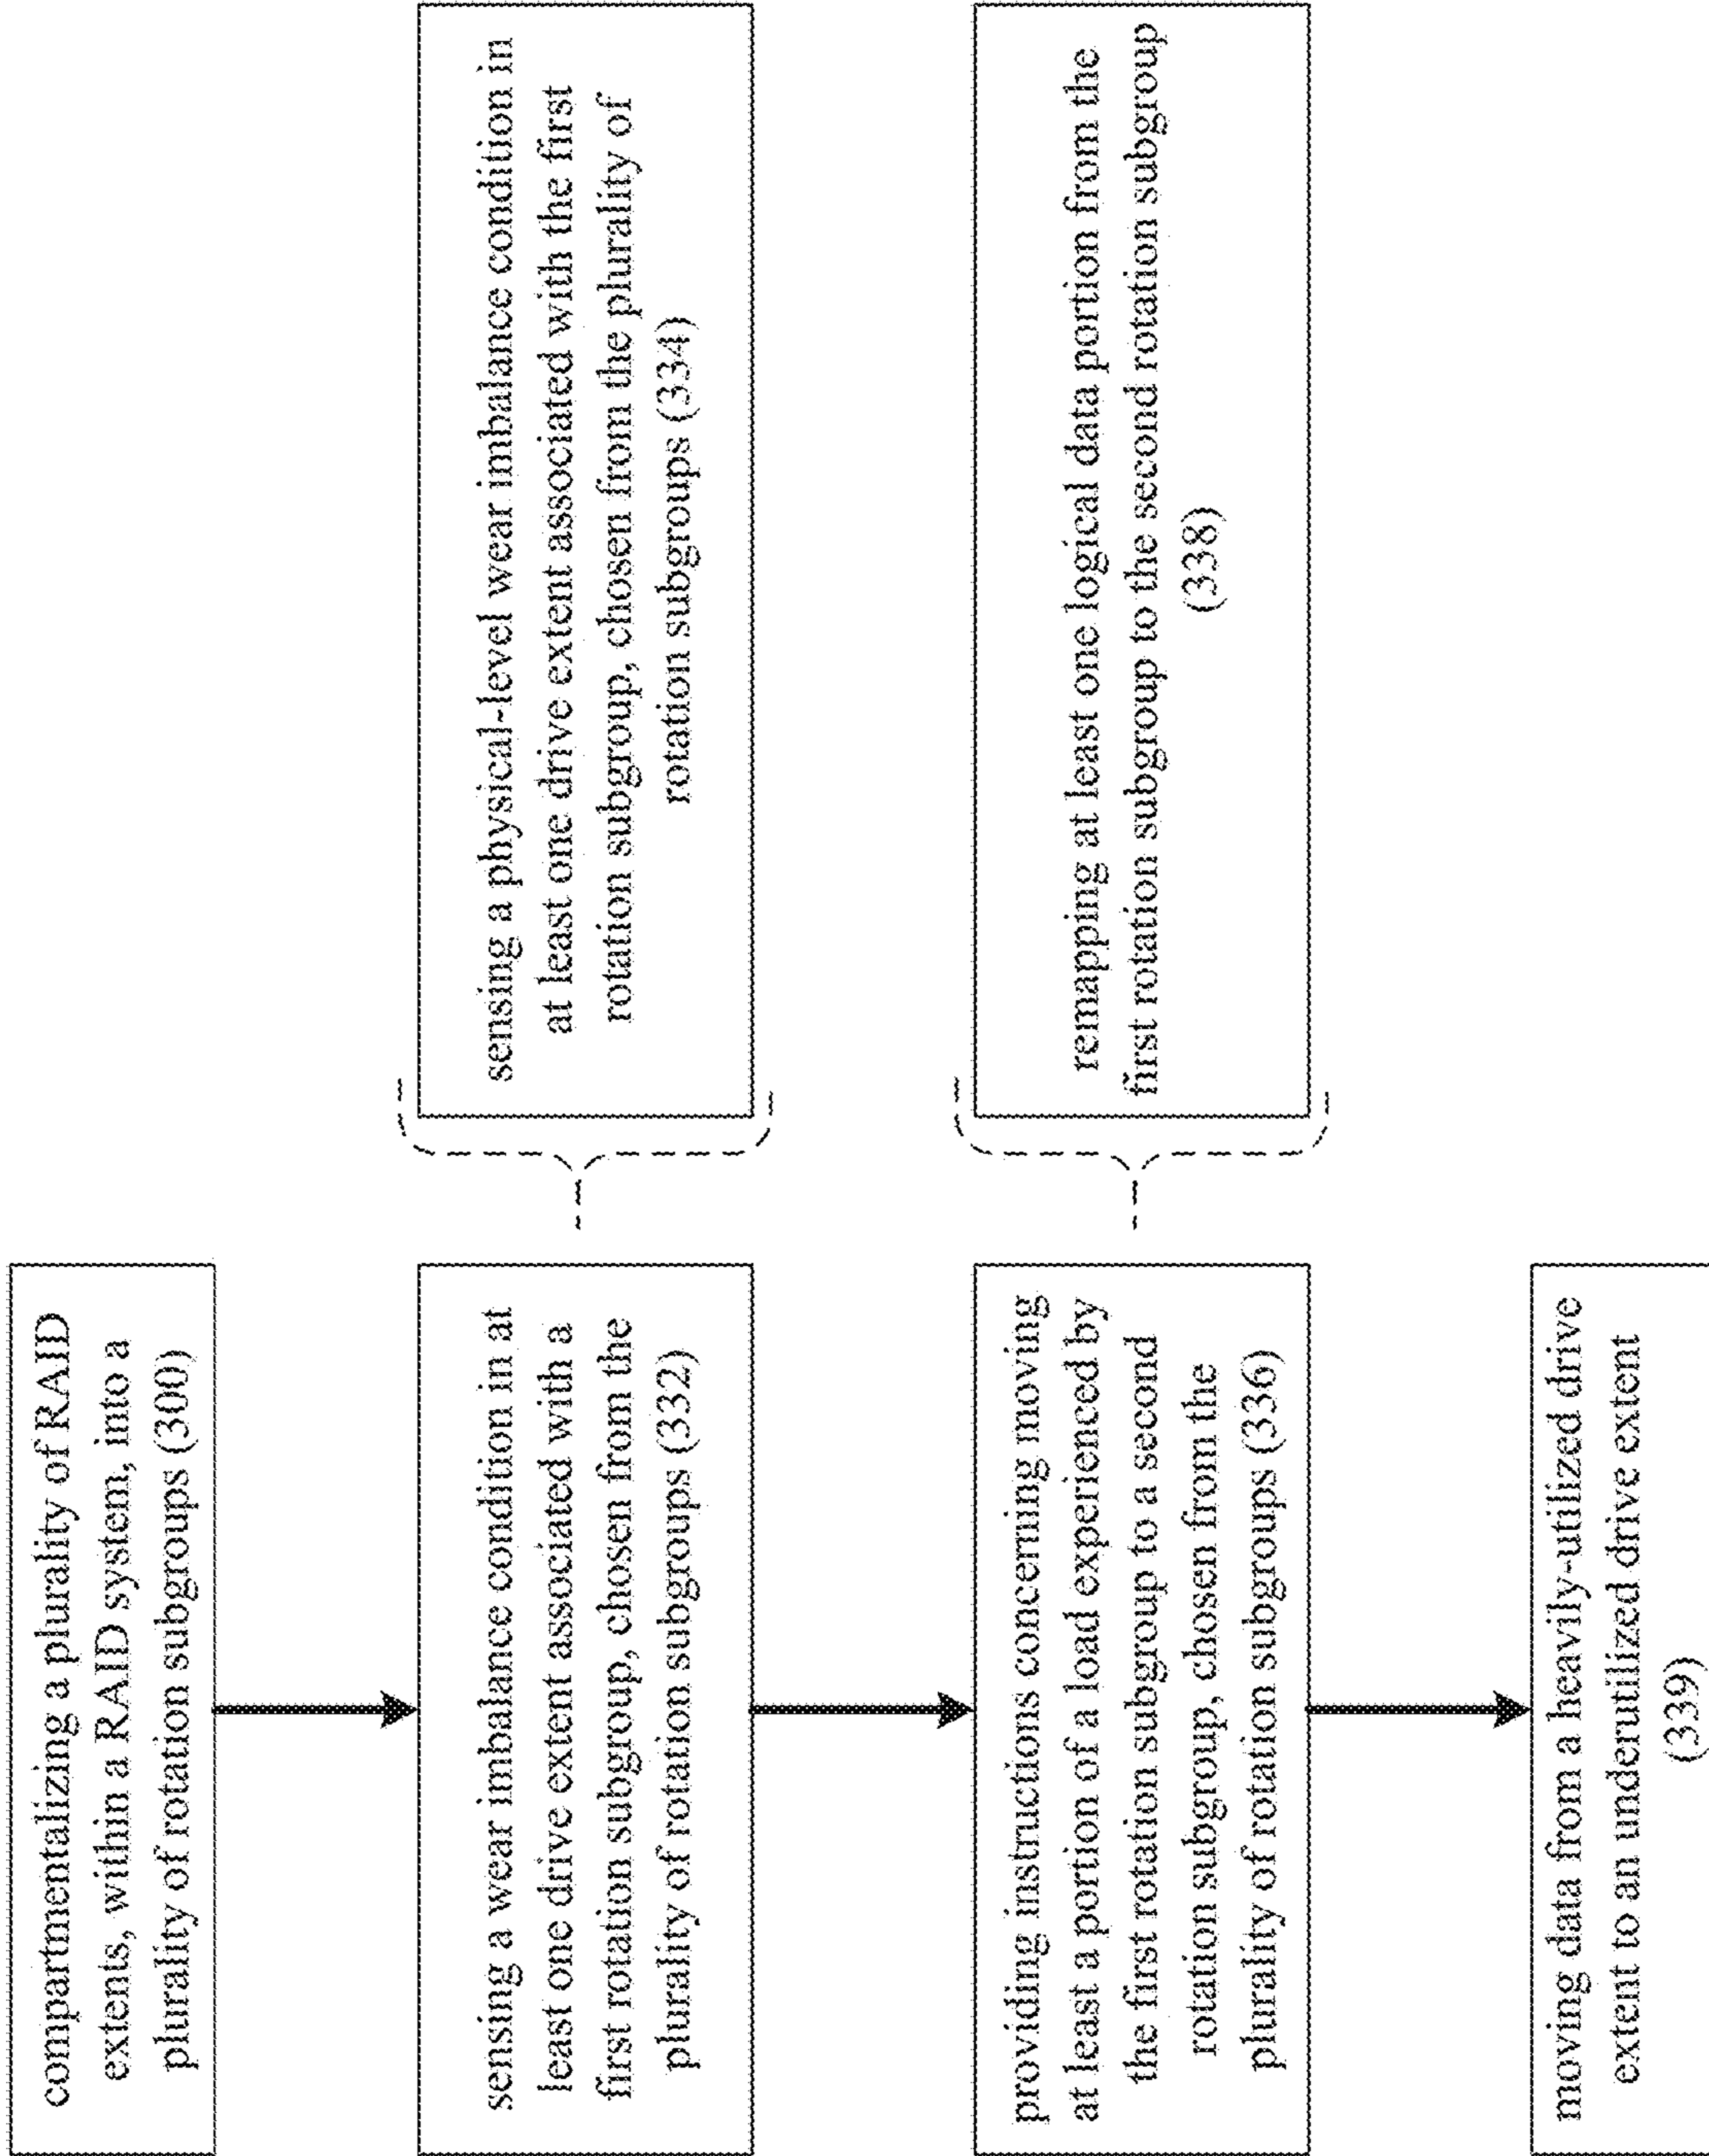 compartmentalizing a plurality of RAID
extents, within a RAID system, into a
plurality of rotation subgroups (300)
sensing a wear imbalance condition in at
least one drive extent associated with a
first rotation subgroup, chosen from the
plurality of rotation subgroups (332)
sensing a physical-level wear imbalance condition in
at least one drive extent associated with the first
rotation subgroup, chosen from the plurality of
rotation subgroups (334)
providing instructions concerning moving
at least a portion of a load experienced by
the first rotation subgroup to a second
rotation subgroup, chosen from the
plurality of rotation subgroups (336)
remapping at least one logical data portion from the
first rotation subgroup to the second rotation subgroup
(338)
moving data from a heavily-utilized drive
extent to an underutilized drive extent
(339)